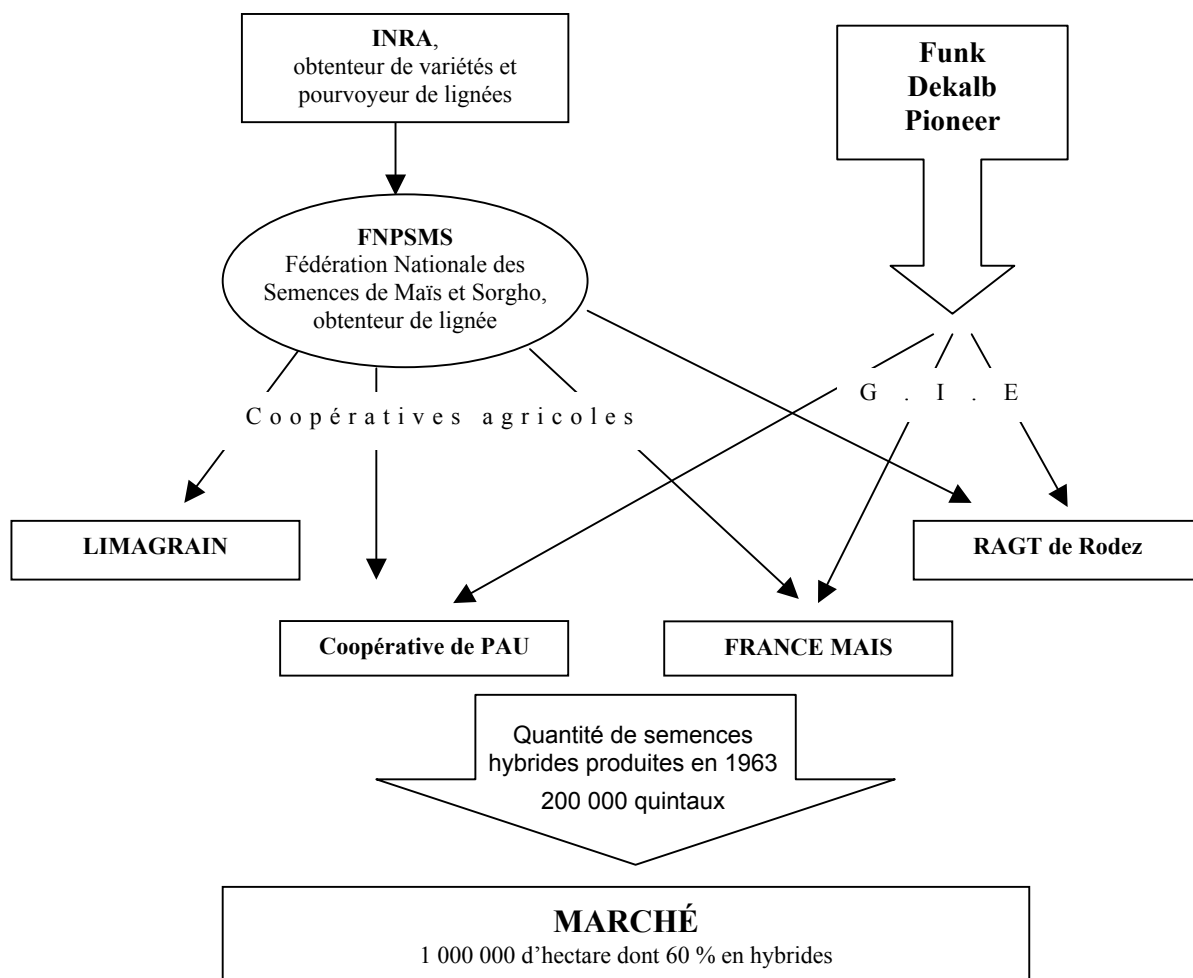 INRA,
obtenteur de variétés et
pourvoyeur de lignées
Funk
Dekalb
Pioneer
FNPSMS
Fédération Nationale des
Semences de Maïs et Sorgho,
obtenteur de lignée
G . I . E
Coopératives agricoles
LIMAGRAIN
RAGT de Rodez
Coopérative de PAU
FRANCE MAIS
Quantité de semences
hybrides produites en 1963
200 000 quintaux
MARCHÉ
1 000 000 d’hectare dont 60 % en hybrides